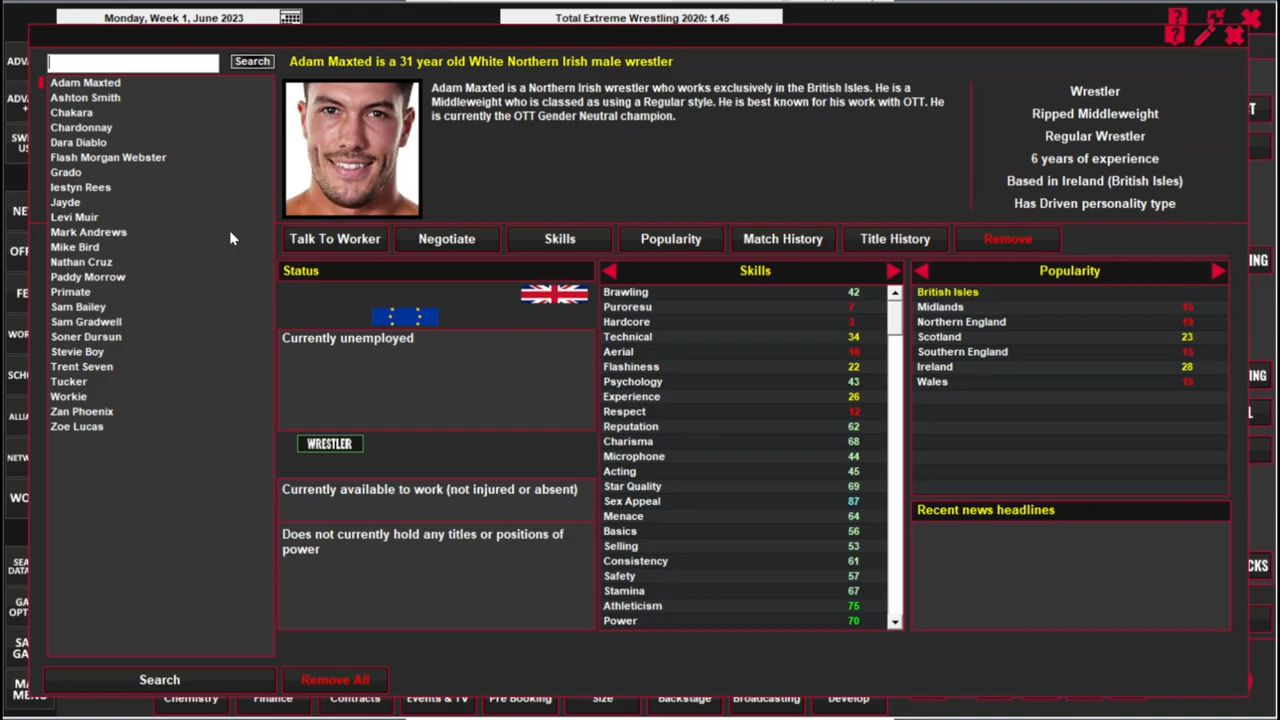 Monday, Week 1, June 2023
Total Extreme Wrestling 2020: 1.45
Search
Adam Maxted is a 31 year old White Northern Irish male wrestler
Adam Maxted
Ashton Smith
Chakara
Chardonnay
Dara Diablo
Flash Morgan Webster
Grado
Iestyn Rees
Jayde
Levi Muir
Mark Andrews
Mike Bird
Nathan Cruz
Paddy Morrow
Primate
Sam Bailey
Sam Gradwell
Soner Dursun
Stevie Boy
Trent Seven
Tucker
Workie
Zan Phoenix
Zoe Lucas
Adam Maxted is a Northern Irish wrestler who works exclusively in the British Isles. He is a
Middleweight who is classed as using a Regular style. He is best known for his work with OTT. He
is currently the OTT Gender Neutral champion.
Wrestler
Ripped Middleweight
Regular Wrestler
6 years of experience
Based in Ireland (British Isles)
Has Driven personality type
Talk To Worker
Negotiate
Skills
Popularity
Match History
Title History
Remove
Status
Currently unemployed
WRESTLER
Currently available to work (not injured or absent)
Does not currently hold any titles or positions of
power
Skills
Brawling 42
Puroresu 7
Hardcore 3
Technical 34
Aerial 16
Flashiness 22
Psychology 43
Experience 26
Respect 12
Reputation 62
Charisma 68
Microphone 44
Acting 45
Star Quality 69
Sex Appeal 87
Menace 64
Basics 56
Selling 53
Consistency 61
Safety 57
Stamina 67
Athleticism 75
Power 70
Popularity
British Isles
Midlands 15
Northern England 19
Scotland 23
Southern England 15
Ireland 28
Wales 15
Recent news headlines
Search
Remove All
Chemistry
Finance
Contracts
Events & TV
Pre Booking
Size
Backstage
Broadcasting
Develop